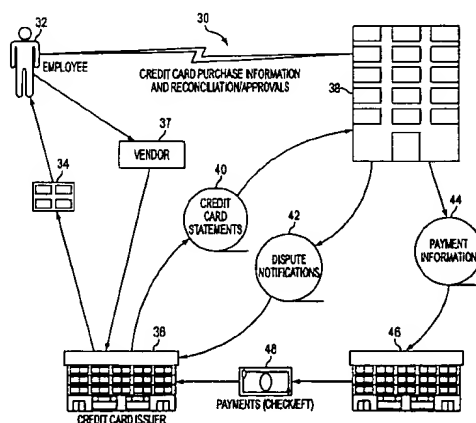 30
32
EMPLOYEE
CREDIT CARD PURCHASE INFORMATION
AND RECONCILIATION/APPROVALS
38
37
VENDOR
34
40
CREDIT
CARD
STATEMENTS
42
DISPUTE
NOTIFICATIONS
44
PAYMENT
INFORMATION
36
CREDIT CARD ISSUER
48
PAYMENTS (CHECK/EFT)
46